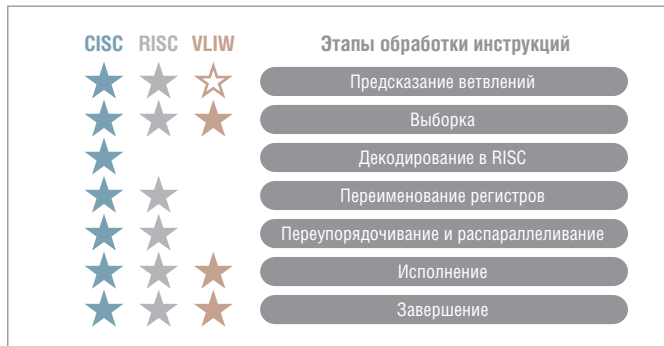 CISC RISC VLIW Этапы обработки инструкций
Предсказание ветвлений
Выборка
Декодирование в RISC
Переименование регистров
Переупорядочивание и распараллеливание
Исполнение
Завершение